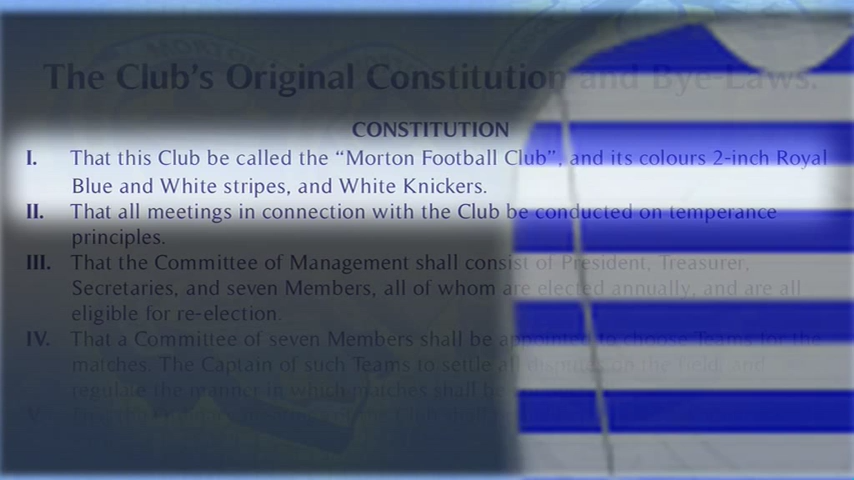 The Club's Original Constitution and Bye-Laws.
CONSTITUTION
I. That this Club be called the “Morton Football Club”, and its colours 2-inch Royal
Blue and White stripes, and White Knickers.
II. That all meetings in connection with the Club be conducted on temperance
principles.
III. That the Committee of Management shall consist of President, Treasurer,
Secretaries, and seven Members, all of whom are elected annually, and are all
eligible for re-election.
IV. That a Committee of seven Members shall be appointed to choose Teams for the
matches. The Captain of such Teams to settle all disputes on the field, and
regulate the manner in which matches shall be
V.